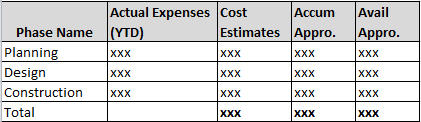 Phase Name Actual Expenses (YTD) Cost Estimates Accum Appro. Avail Appro.
Planning xxx xxx xxx xxx
Design xxx xxx xxx xxx
Construction xxx xxx xxx xxx
Total xxx xxx xxx